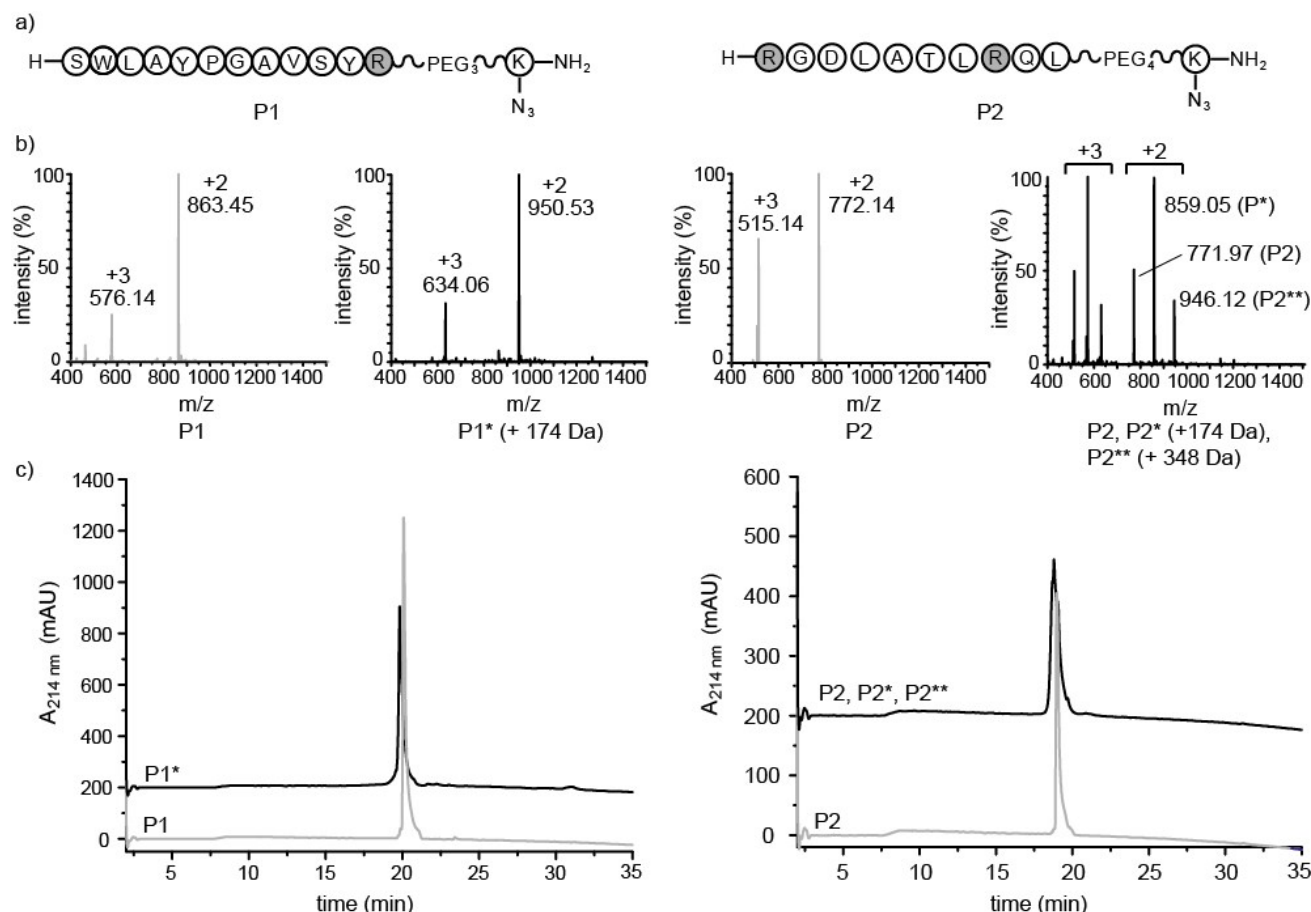 a)
H S W L A Y P G A V S Y R PEG3 K NH2
N3
P1
H R G D L A T L R Q L PEG4 K NH2
N3
P2
b)
intensity (%)
100
50
0
+3
576.14
+2
863.45
400 600 800 1000 1200 1400
m/z
P1
intensity (%)
100
50
0
+3
634.06
+2
950.53
400 600 800 1000 1200 1400
m/z
P1* (+ 174 Da)
intensity (%)
100
50
0
+3
515.14
+2
772.14
400 600 800 1000 1200 1400
m/z
P2
intensity (%)
100
50
0
+3
+2
859.05 (P*)
771.97 (P2)
946.12 (P2**)
400 600 800 1000 1200 1400
m/z
P2, P2* (+174 Da),
P2** (+ 348 Da)
c)
A214 nm (mAU)
1400
1200
1000
800
600
400
200
0
P1*
P1
5 10 15 20 25 30 35
time (min)
A214 nm (mAU)
600
500
400
300
200
100
0
P2, P2*, P2**
P2
5 10 15 20 25 30 35
time (min)